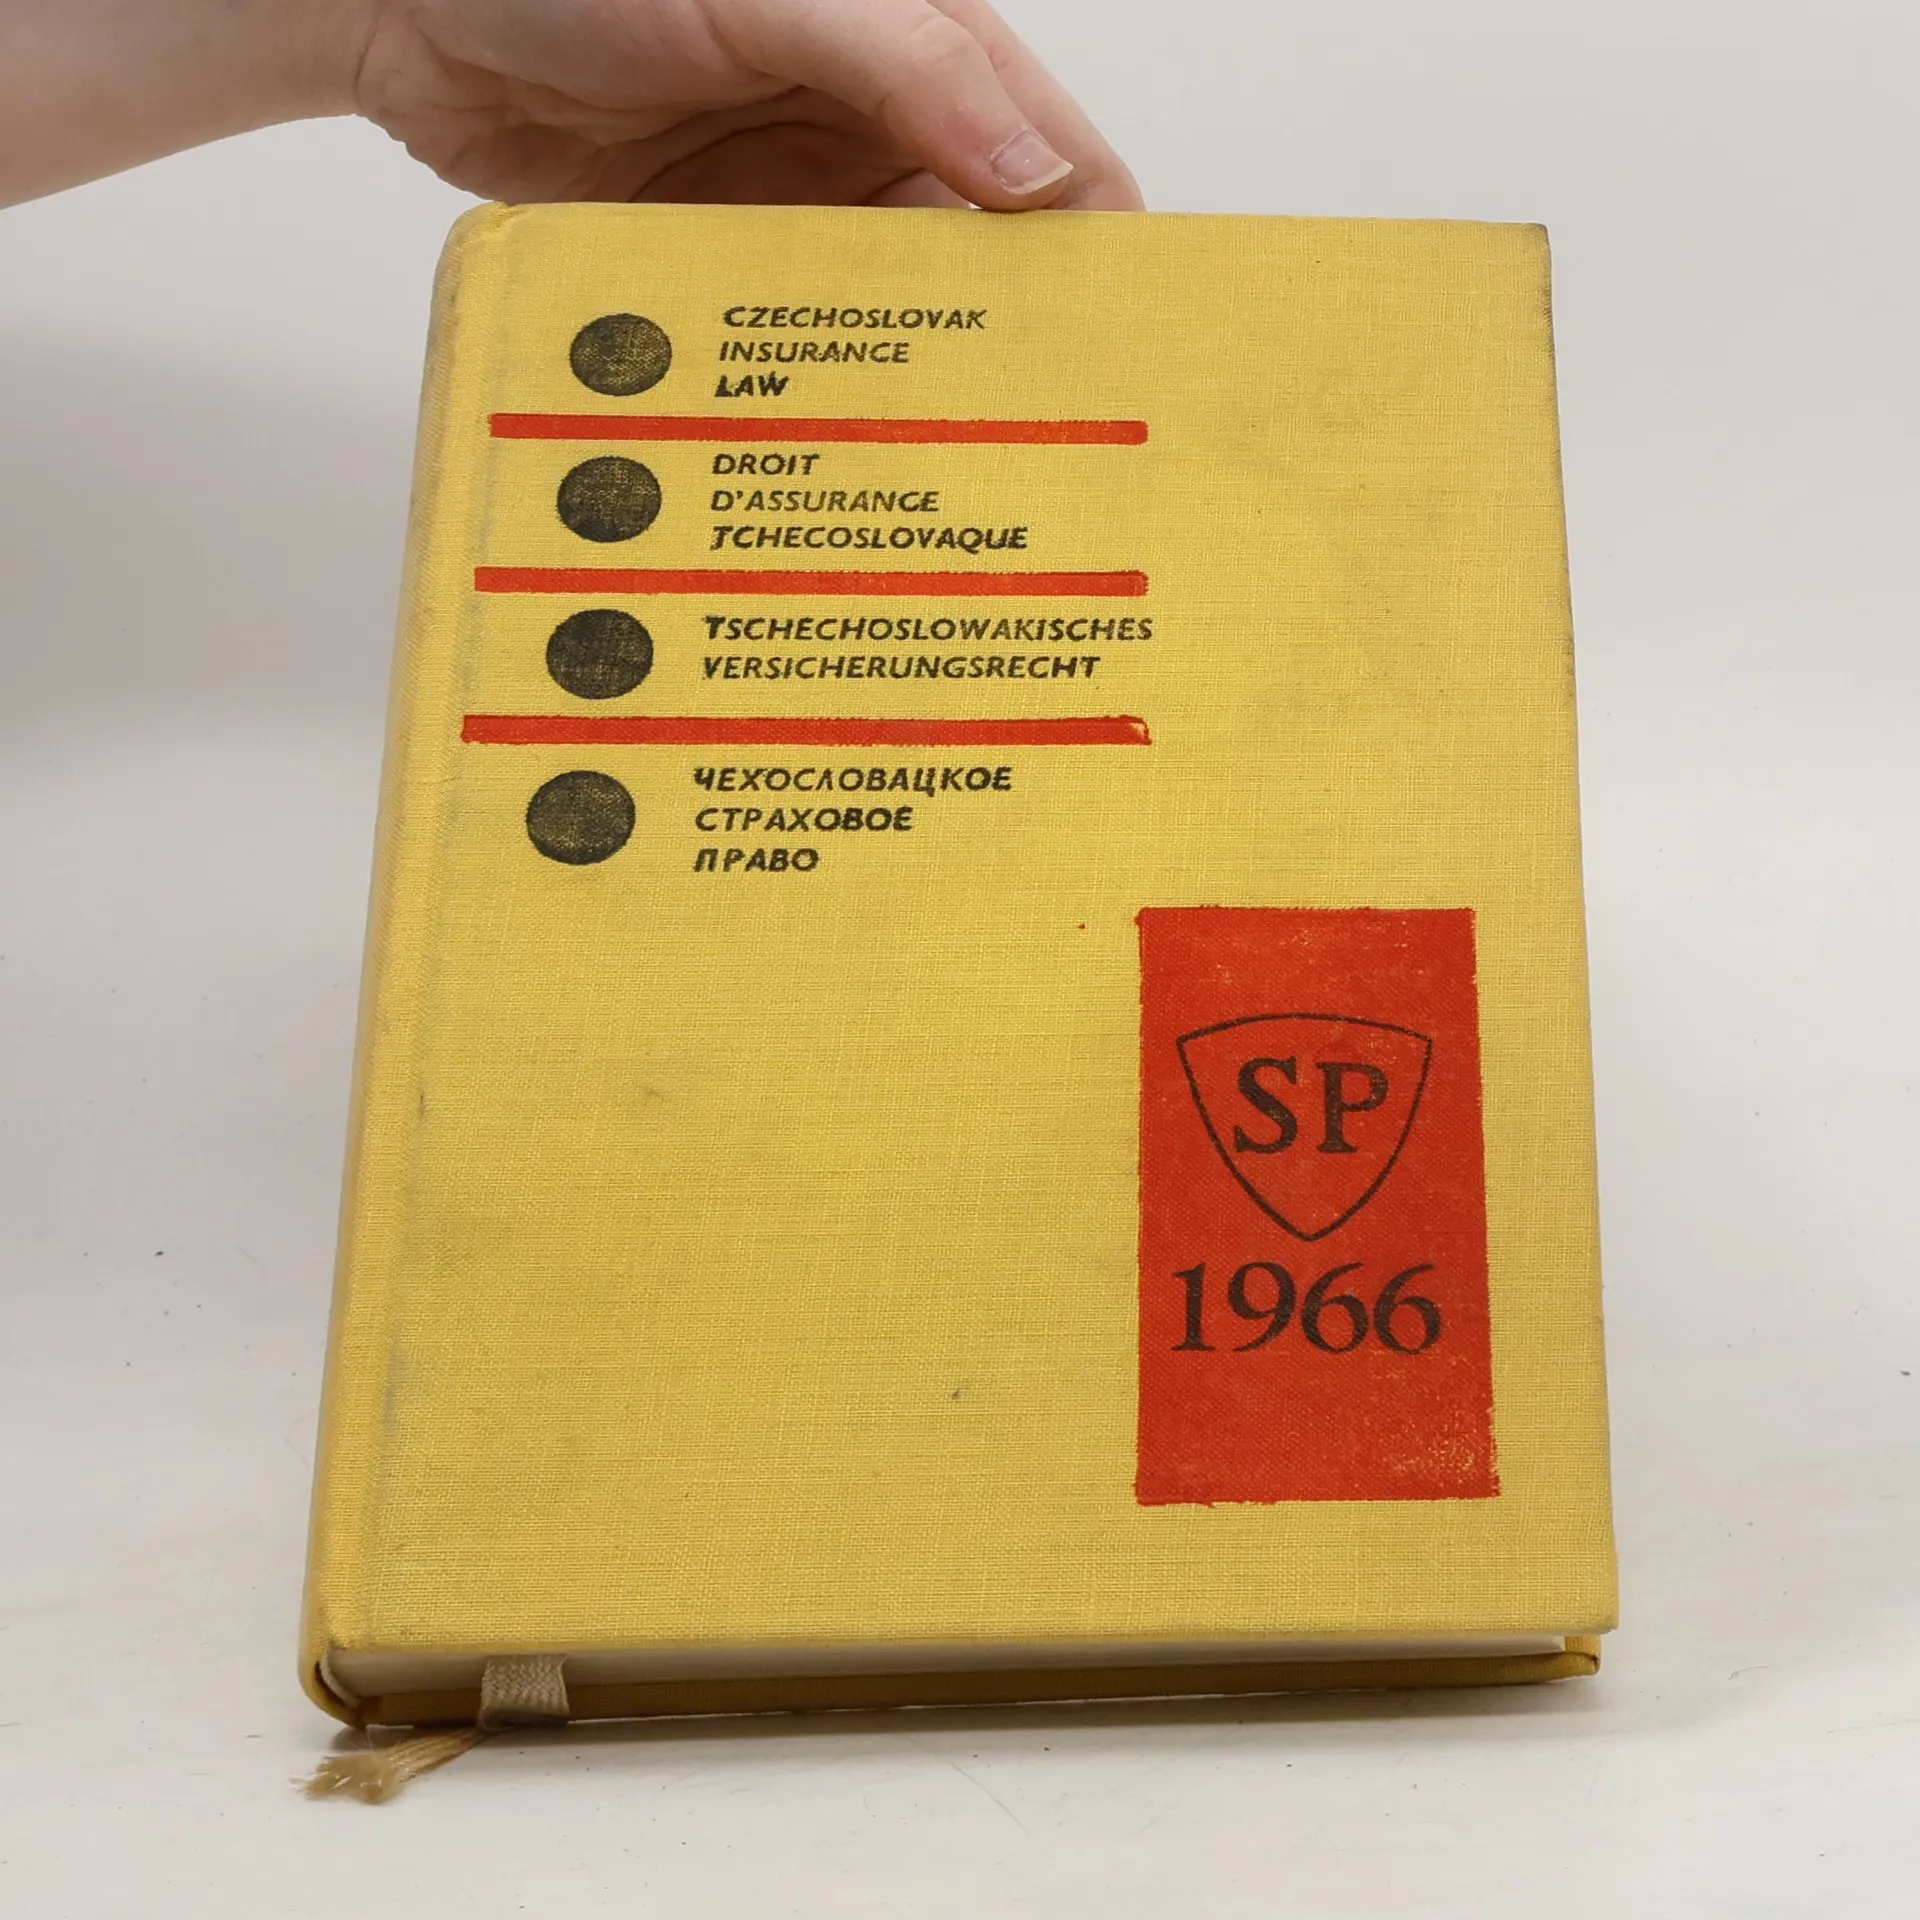 CZECHOSLOVAK
INSURANCE
LAW
DROIT
D'ASSURANCE
TCHECOSLOVAQUE
TSCHECHOSLOWAKISCHES
VERSICHERUNGSRECHT
ЧЕХОСЛОВАЦКОЕ
СТРАХОВОЕ
ПРАВО
SP
1966